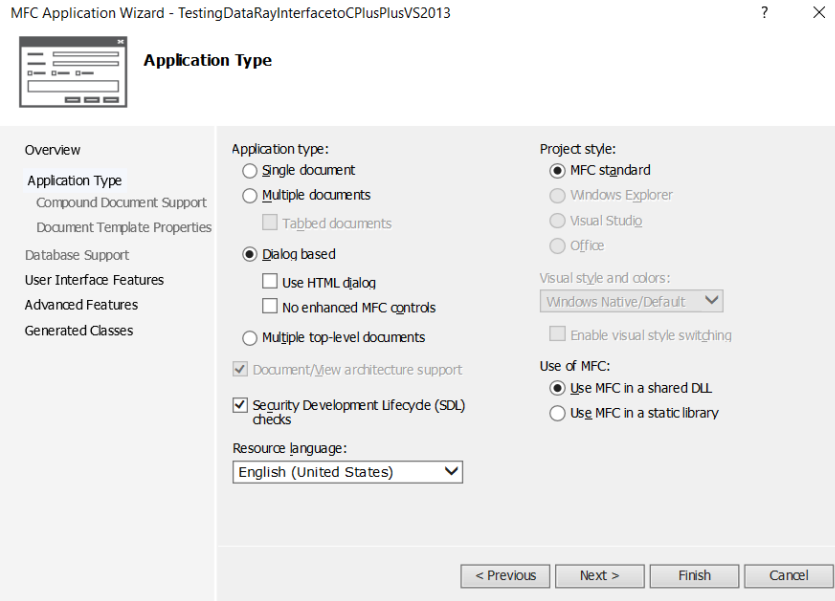 MFC Application Wizard - TestingDataRayInterfacetoCPlusPlusVS2013
?
Application Type
Overview
Application Type
Compound Document Support
Document Template Properties
Database Support
User Interface Features
Advanced Features
Generated Classes
Application type:
Single document
Multiple documents
Tabbed documents
Dialog based
Use HTML dialog
No enhanced MFC controls
Multiple top-level documents
Document/View architecture support
Security Development Lifecycle (SDL)
checks
Resource language:
English (United States)
Project style:
MFC standard
Windows Explorer
Visual Studio
Office
Visual style and colors:
Windows Native/Default
Enable visual style switching
Use of MFC:
Use MFC in a shared DLL
Use MFC in a static library
< Previous
Next >
Finish
Cancel